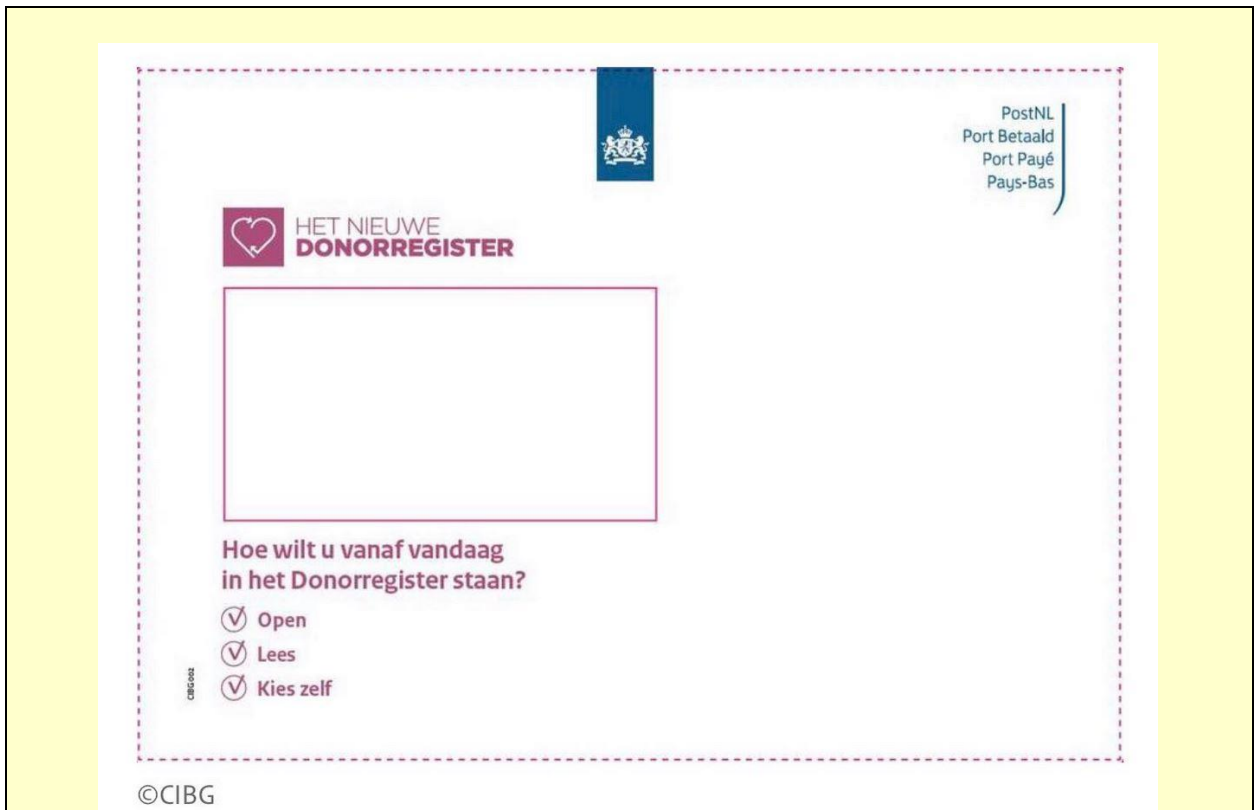 PostNL
Port Betaald
Port Payé
Pays-Bas
HET NIEUWE
DONORREGISTER
Hoe wilt u vanaf vandaag
in het Donorregister staan?
Open
Lees
Kies zelf
CIBG002
©CIBG